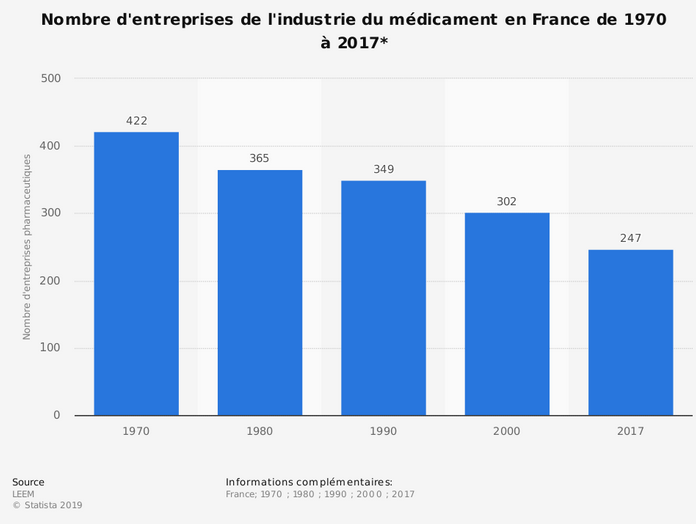 Nombre d'entreprises de l'industrie du médicament en France de 1970
à 2017*
Nombre d'entreprises pharmaceutiques
500
400
300
200
100
0
422
365
349
302
247
1970
1980
1990
2000
2017
Source
LEEM
© Statista 2019
Informations complémentaires:
France; 1970 ; 1980 ; 1990 ; 2000 ; 2017